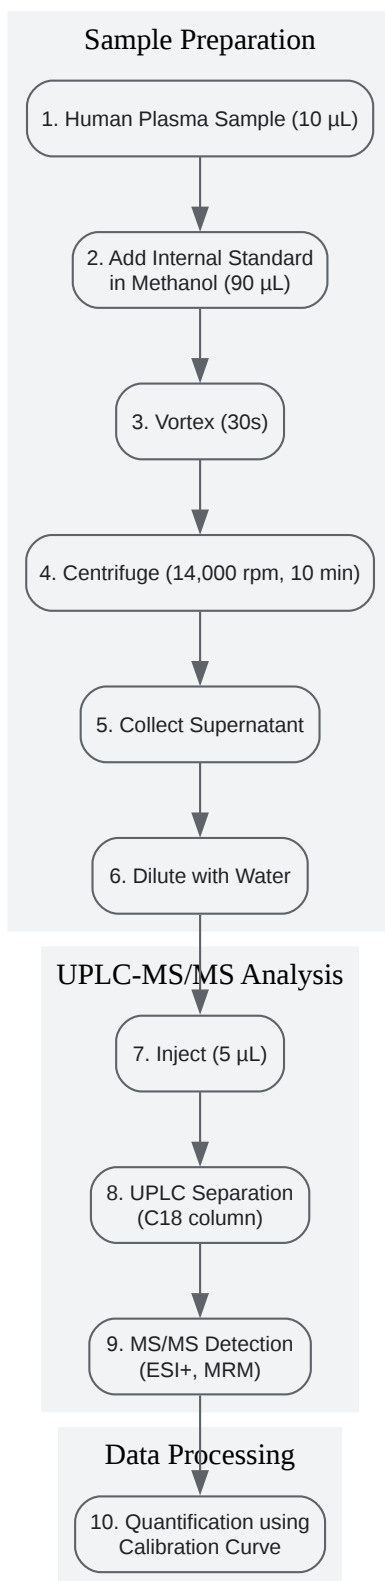 Sample Preparation
1. Human Plasma Sample (10 µL)
2. Add Internal Standard
in Methanol (90 µL)
3. Vortex (30s)
4. Centrifuge (14,000 rpm, 10 min)
5. Collect Supernatant
6. Dilute with Water
UPLC-MS/MS Analysis
7. Inject (5 µL)
8. UPLC Separation
(C18 column)
9. MS/MS Detection
(ESI+, MRM)
Data Processing
10. Quantification using
Calibration Curve